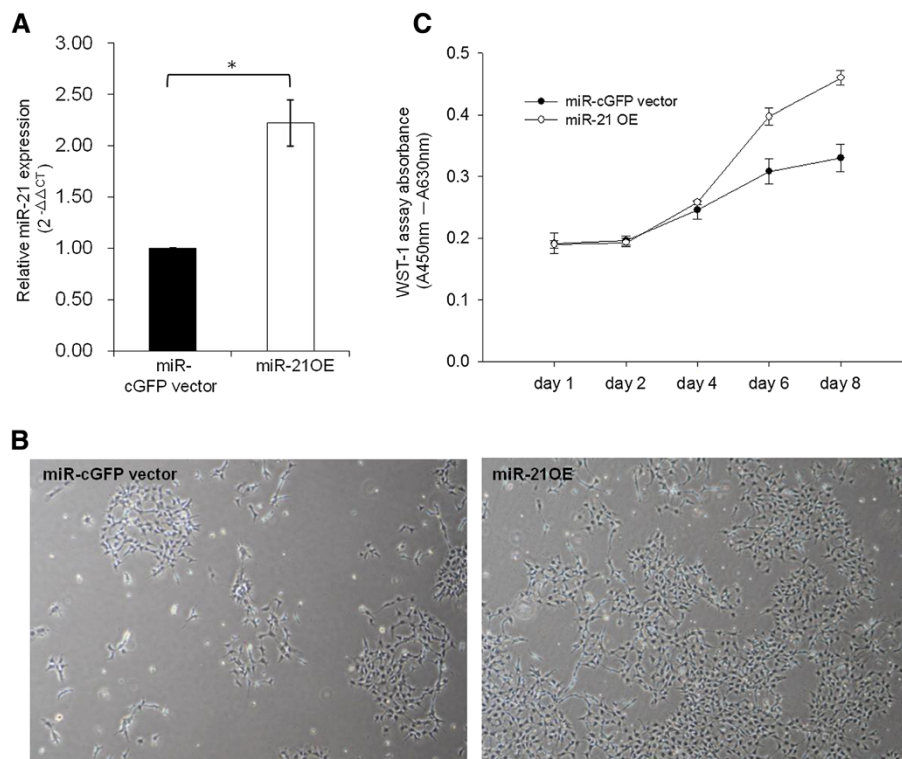 A
3.00
2.50
2.00
1.50
1.00
0.50
0.00
Relative miR-21 expression
(2 -ΔΔCT)
*
miR-
cGFP vector
miR-21OE
C
0.5
0.4
0.3
0.2
0.1
0.0
WST-1 assay absorbance
(A450nm – A630nm)
miR-cGFP vector
miR-21 OE
day 1
day 2
day 4
day 6
day 8
B
miR-cGFP vector
miR-21OE